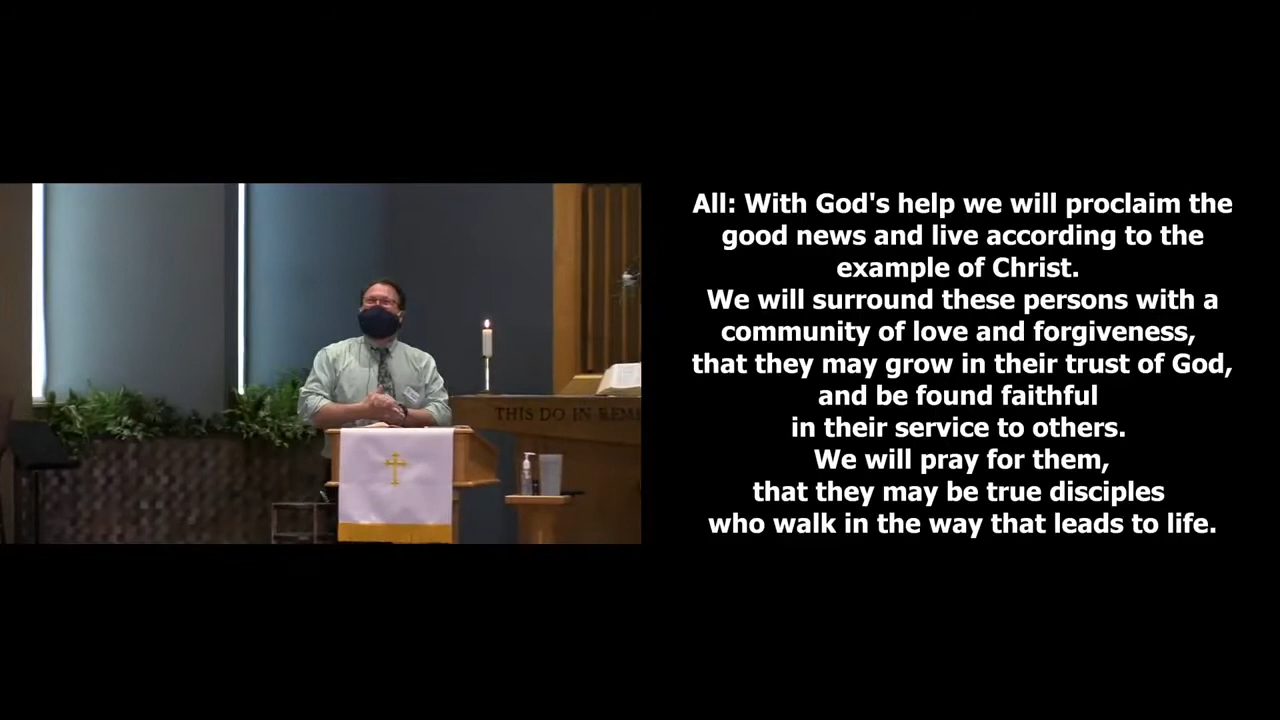 THIS DO IN REME
All: With God's help we will proclaim the
good news and live according to the
example of Christ.
We will surround these persons with a
community of love and forgiveness,
that they may grow in their trust of God,
and be found faithful
in their service to others.
We will pray for them,
that they may be true disciples
who walk in the way that leads to life.